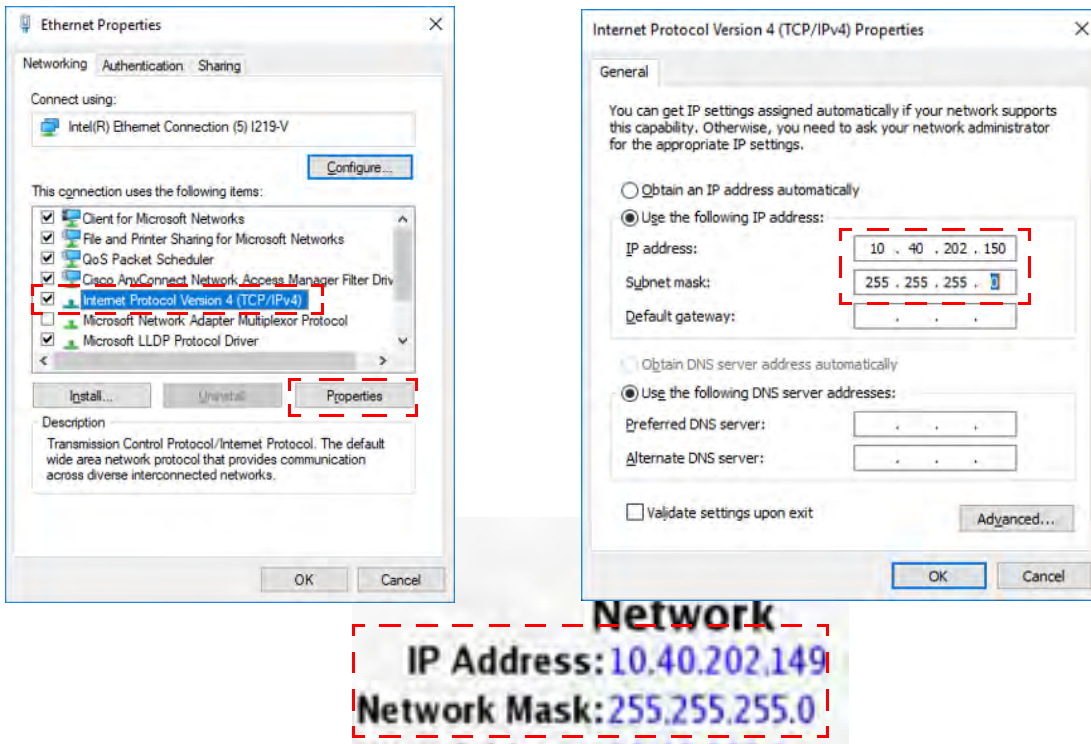 Ethernet Properties
Networking Authentication Sharing
Connect using:
Intel(R) Ethernet Connection (5) I219-V
Configure...
This connection uses the following items:
Client for Microsoft Networks
File and Printer Sharing for Microsoft Networks
QoS Packet Scheduler
Cisco AnyConnect Network Access Manager Filter Driv
Internet Protocol Version 4 (TCP/IPv4)
Microsoft Network Adapter Multiplexor Protocol
Microsoft LLDP Protocol Driver
Install... Uninstall Properties
Description
Transmission Control Protocol/Internet Protocol. The default
wide area network protocol that provides communication
across diverse interconnected networks.
OK Cancel
Internet Protocol Version 4 (TCP/IPv4) Properties
General
You can get IP settings assigned automatically if your network supports
this capability. Otherwise, you need to ask your network administrator
for the appropriate IP settings.
Obtain an IP address automatically
Use the following IP address:
IP address: 10 . 40 . 202 . 150
Subnet mask: 255 . 255 . 255 . 0
Default gateway: . . .
Obtain DNS server address automatically
Use the following DNS server addresses:
Preferred DNS server: . . .
Alternate DNS server: . . .
Validate settings upon exit
Advanced...
OK Cancel
Network
IP Address: 10.40.202.149
Network Mask: 255.255.255.0